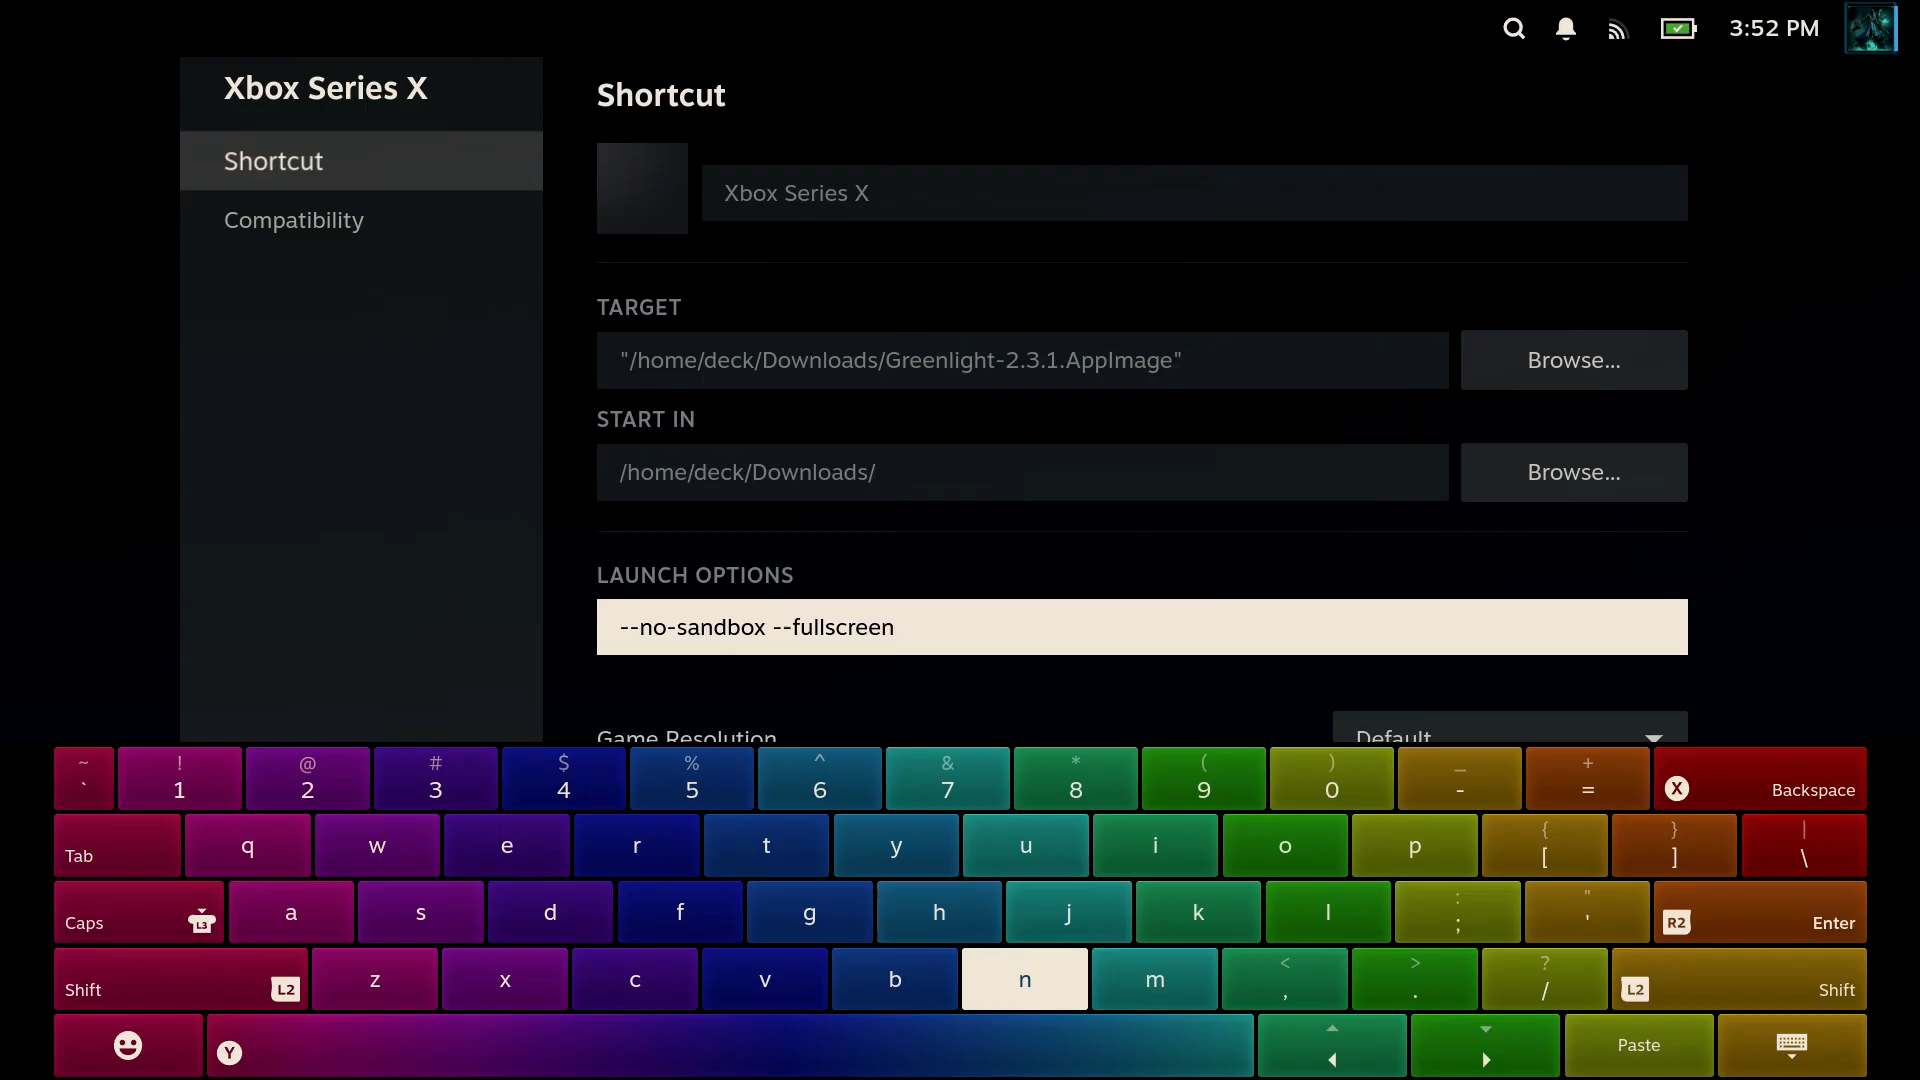 3:52 PM
Xbox Series X
Shortcut
Compatibility
Shortcut
Xbox Series X
TARGET
"/home/deck/Downloads/Greenlight-2.3.1.AppImage"
Browse...
START IN
/home/deck/Downloads/
Browse...
LAUNCH OPTIONS
--no-sandbox --fullscreen
Game Resolution
Default
~ ! @ # $ % ^ & * ( ) _ +
` 1 2 3 4 5 6 7 8 9 0 - = X Backspace
{ } |
Tab q w e r t y u i o p [ ] \
: "
Caps L3 a s d f g h j k l ; ' R2 Enter
< > ?
Shift L2 z x c v b n m , . / L2 Shift
Y Paste